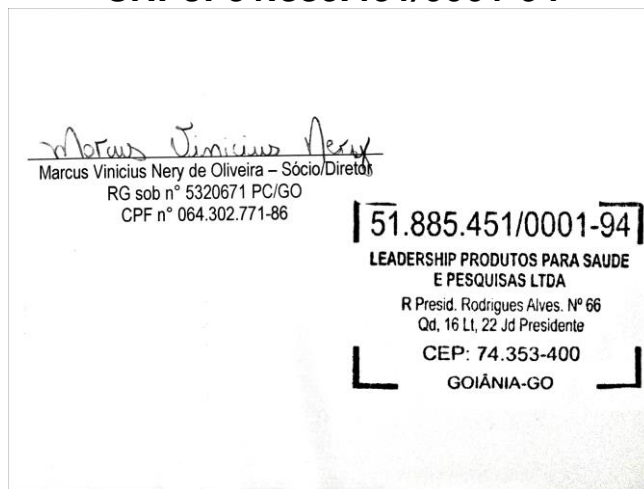 Marcus Vinicius Nery
Marcus Vinicius Nery de Oliveira – Sócio/Diretor
RG sob n° 5320671 PC/GO
CPF n° 064.302.771-86
51.885.451/0001-94
LEADERSHIP PRODUTOS PARA SAUDE
E PESQUISAS LTDA
R Presid. Rodrigues Alves. Nº 66
Qd, 16 Lt, 22 Jd Presidente
CEP: 74.353-400
GOIÂNIA-GO